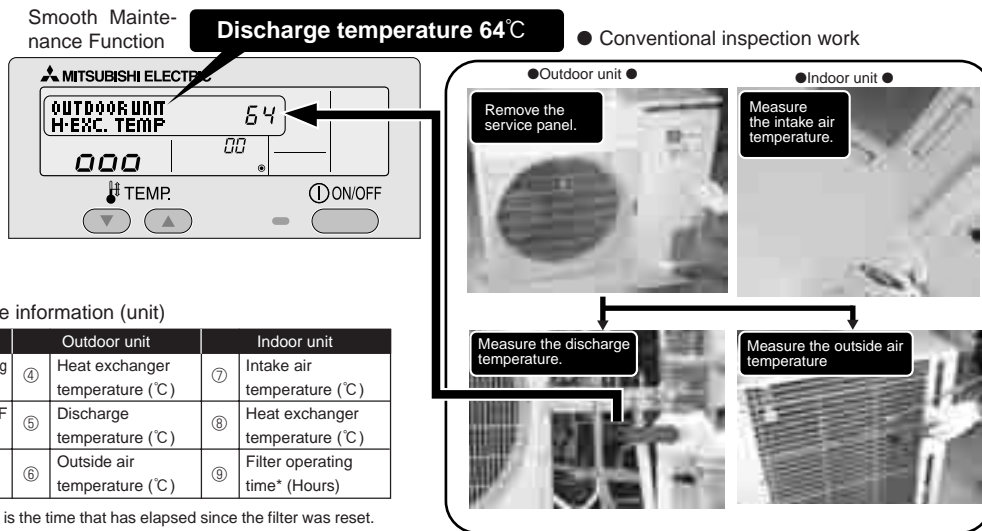 Smooth Mainte-
nance Function
Discharge temperature 64℃
● Conventional inspection work
MITSUBISHI ELECTRIC
OUTDOOR UNIT
H·EXC. TEMP
64
000
00
TEMP.
ON/OFF
●Outdoor unit ●
●Indoor unit ●
Remove the
service panel.
Measure
the intake air
temperature.
Measure the discharge
temperature.
Measure the outside air
temperature
e information (unit)
Outdoor unit
Indoor unit
g
④ Heat exchanger
temperature (℃)
⑦ Intake air
temperature (℃)
F
⑤ Discharge
temperature (℃)
⑧ Heat exchanger
temperature (℃)
⑥ Outside air
temperature (℃)
⑨ Filter operating
time* (Hours)
is the time that has elapsed since the filter was reset.